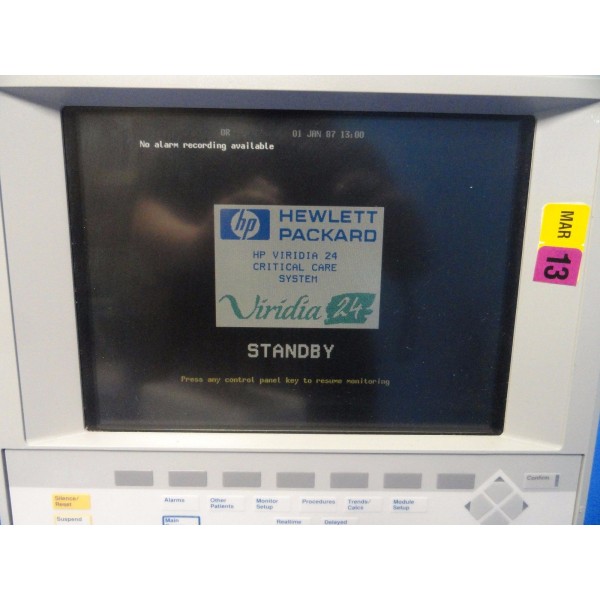 OR 01 JAN 07 13:00
No alarm recording available
hp HEWLETT
PACKARD
HP VIRIDIA 24
CRITICAL CARE
SYSTEM
Viridia 24
STANDBY
Press any control panel key to resume monitoring
MAR
13
Confirm
Silence/
Reset
Alarms
Other
Patients
Monitor
Setup
Procedures
Trends/
Calcs
Module
Setup
Suspend
Main
Realtime
Delayed